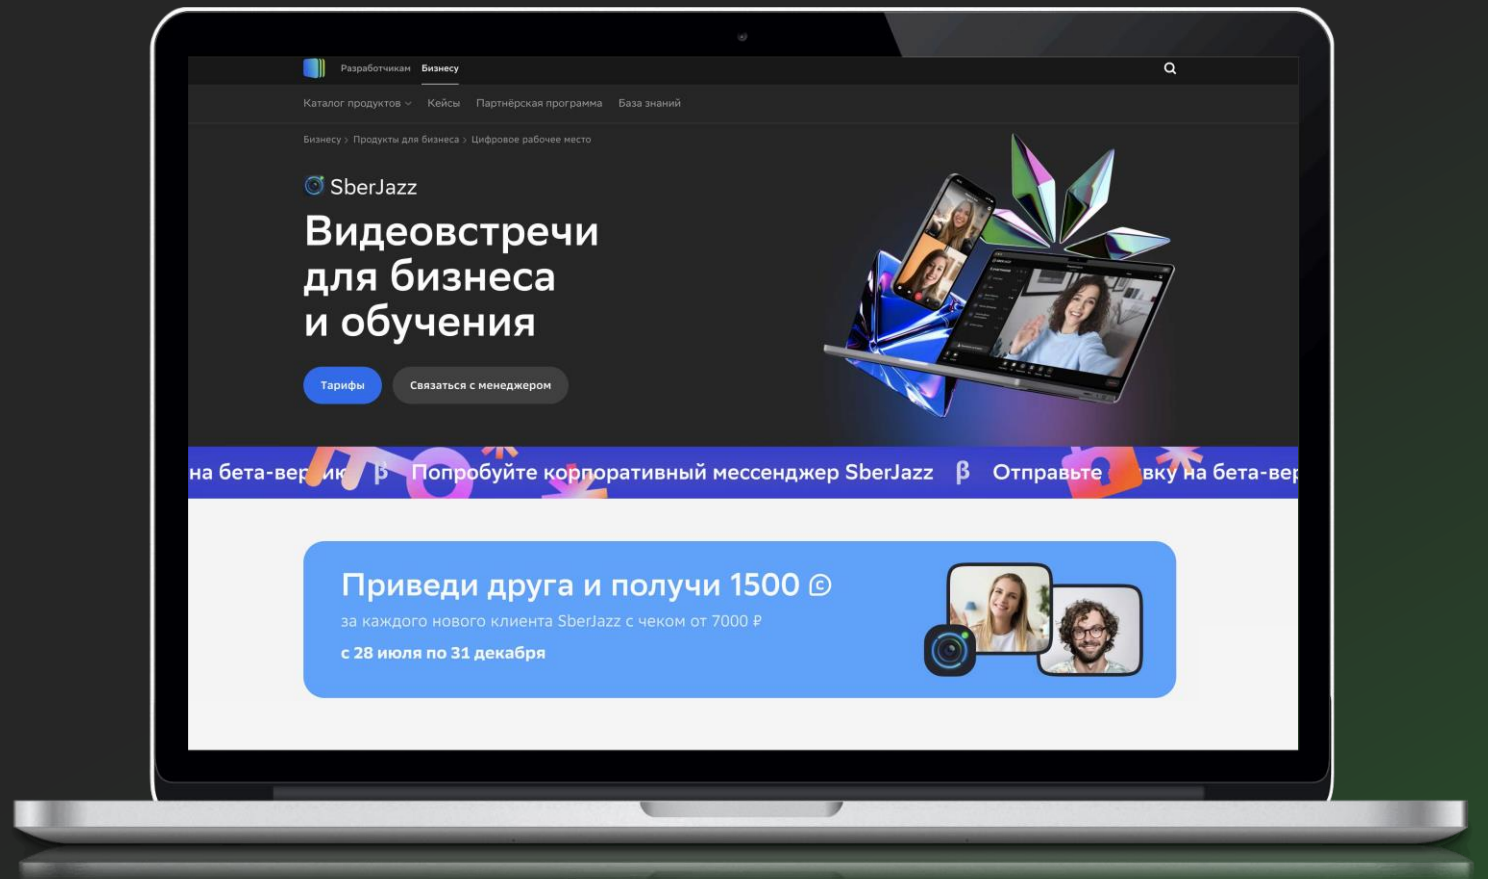 Разработчикам Бизнесу
Каталог продуктов Кейсы Партнёрская программа База знаний
Бизнесу > Продукты для бизнеса > Цифровое рабочее место
SberJazz
Видеовстречи
для бизнеса
и обучения
Тарифы Связаться с менеджером
на бета-вер β Попробуйте корпоративный мессенджер SberJazz β Отправьте на бета-вер
Приведи друга и получи 1500 C
за каждого нового клиента SberJazz с чеком от 7000 ₽
с 28 июля по 31 декабря